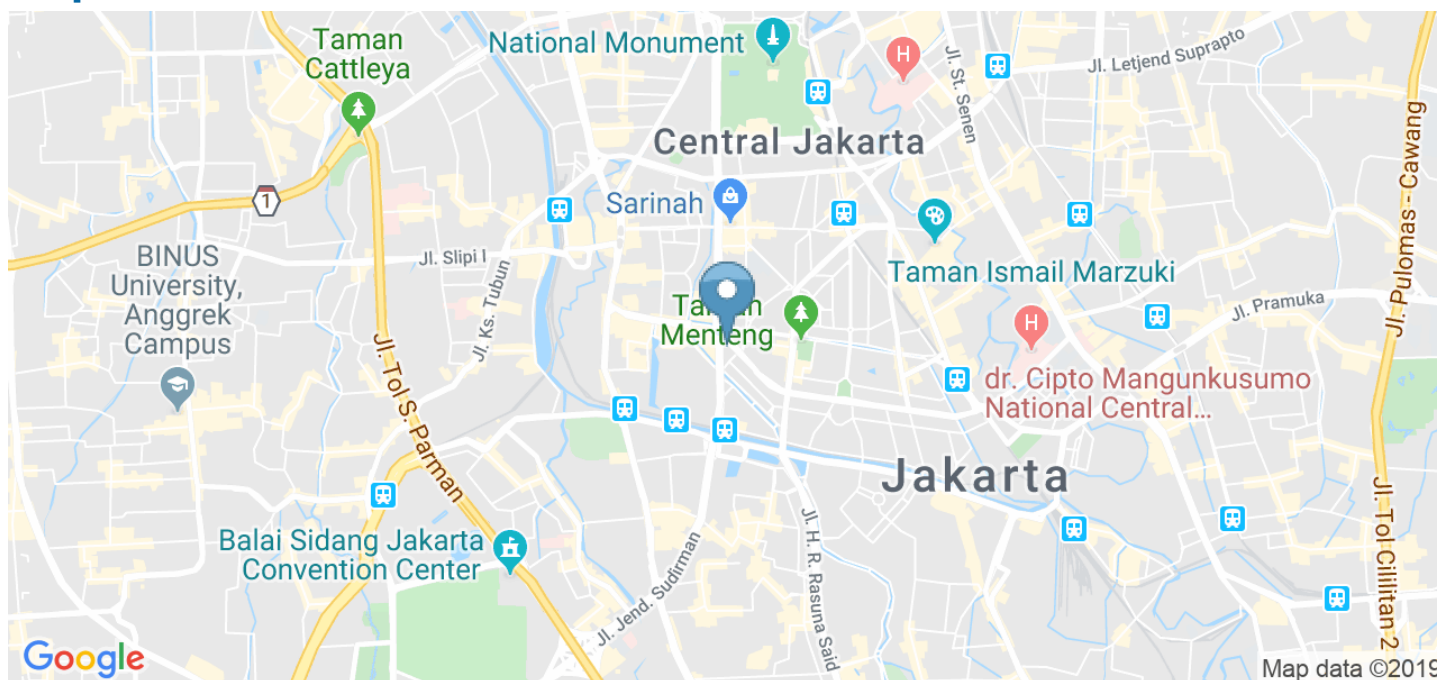 Taman
Cattleya
National Monument
H
Jl. St. Senen
Jl. Letjend Suprapto
Central Jakarta
Jl. Pulomas - Cawang
1
Sarinah
BINUS
University,
Anggrek
Campus
Jl. Slipi I
Jl. Ks. Tubun
Taman Ismail Marzuki
Jl. Pramuka
Menteng
H
dr. Cipto Mangunkusumo
National Central...
Jl. Tol S. Parman
Jakarta
Balai Sidang Jakarta
Convention Center
Jl. Jend. Sudirman
Jl. H. R. Rasuna Said
Jl. Tol Cililitan 2
Google
Map data ©2019